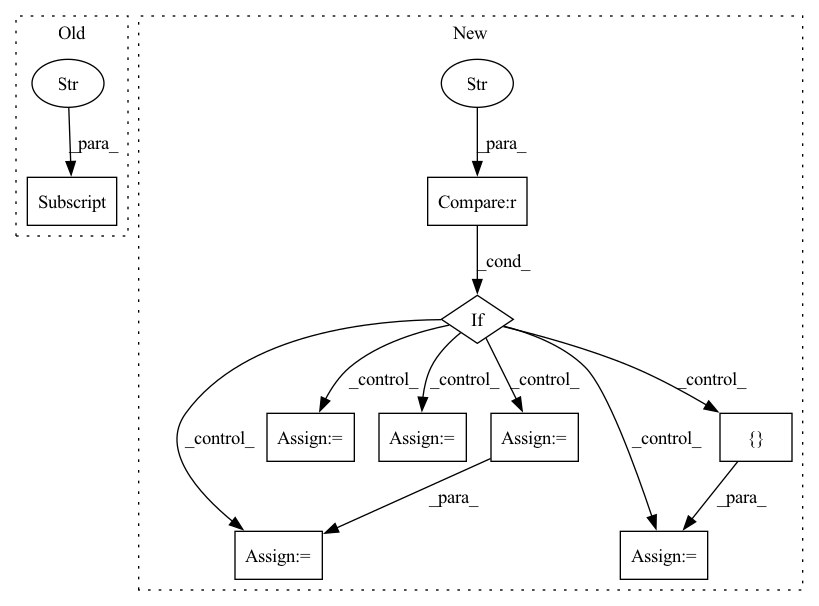 Old
New
Str
Str
_para_
_para_
Subscript
Compare:r
_cond_
If
_control_
_control_
_control_
_control_
_control_
_control_
Assign:=
Assign:=
Assign:=
{}
_para_
_para_
Assign:=
Assign:=